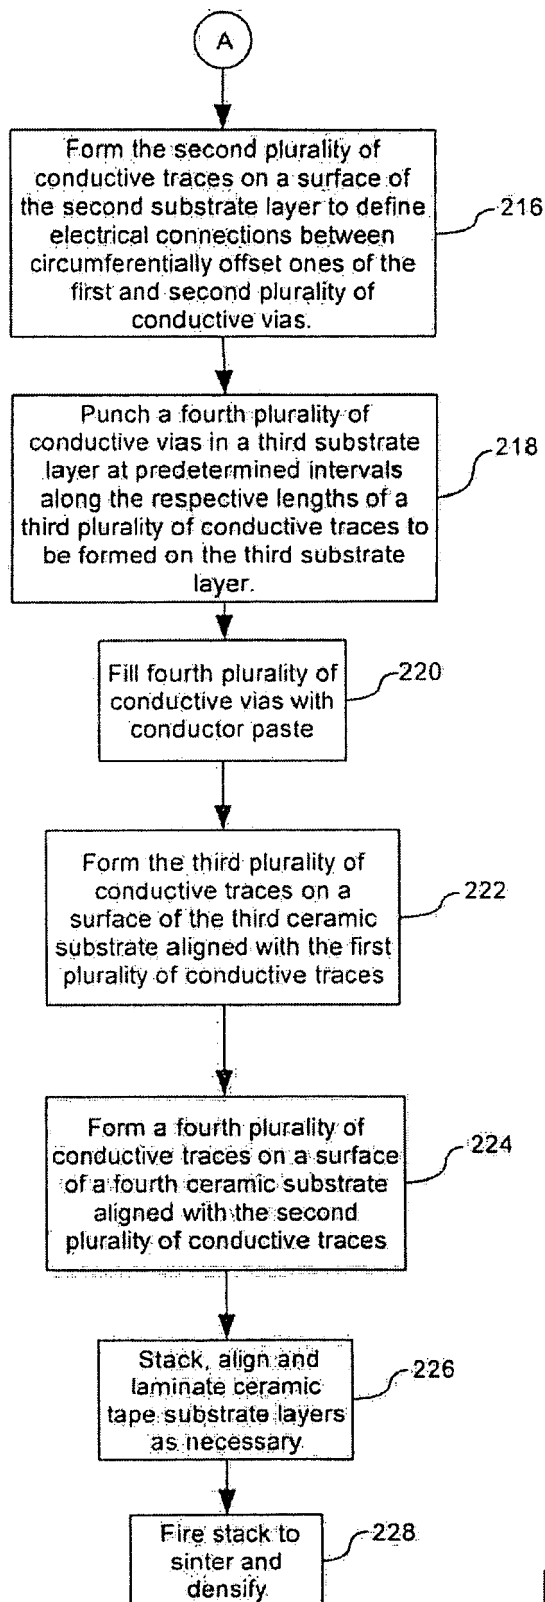 A
Form the second plurality of
conductive traces on a surface of
the second substrate layer to define
electrical connections between
circumferentially offset ones of the
first and second plurality of
conductive vias.
216
Punch a fourth plurality of
conductive vias in a third substrate
layer at predetermined intervals
along the respective lengths of a
third plurality of conductive traces to
be formed on the third substrate
layer.
218
Fill fourth plurality of
conductive vias with
conductor paste
220
Form the third plurality of
conductive traces on a
surface of the third ceramic
substrate aligned with the first
plurality of conductive traces
222
Form a fourth plurality of
conductive traces on a surface
of a fourth ceramic substrate
aligned with the second
plurality of conductive traces
224
Stack, align and
laminate ceramic
tape substrate layers
as necessary
226
Fire stack to
sinter and
densify
228